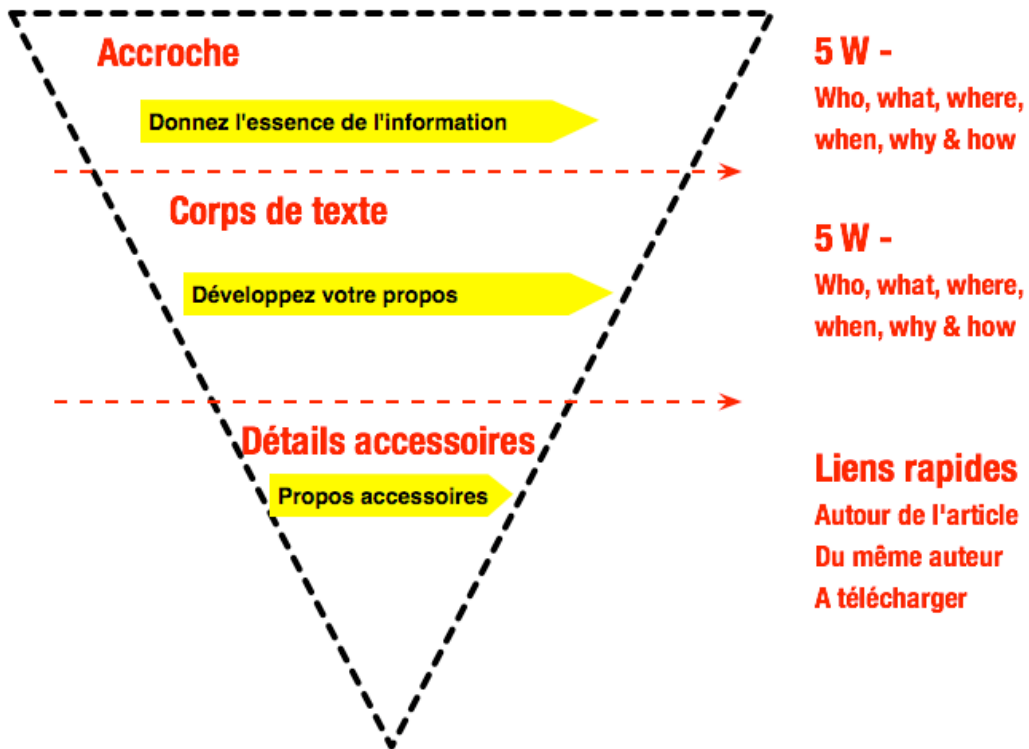 Accroche
Donnez l'essence de l'information
5 W -
Who, what, where,
when, why & how
Corps de texte
Développez votre propos
5 W -
Who, what, where,
when, why & how
Détails accessoires
Propos accessoires
Liens rapides
Autour de l'article
Du même auteur
A télécharger